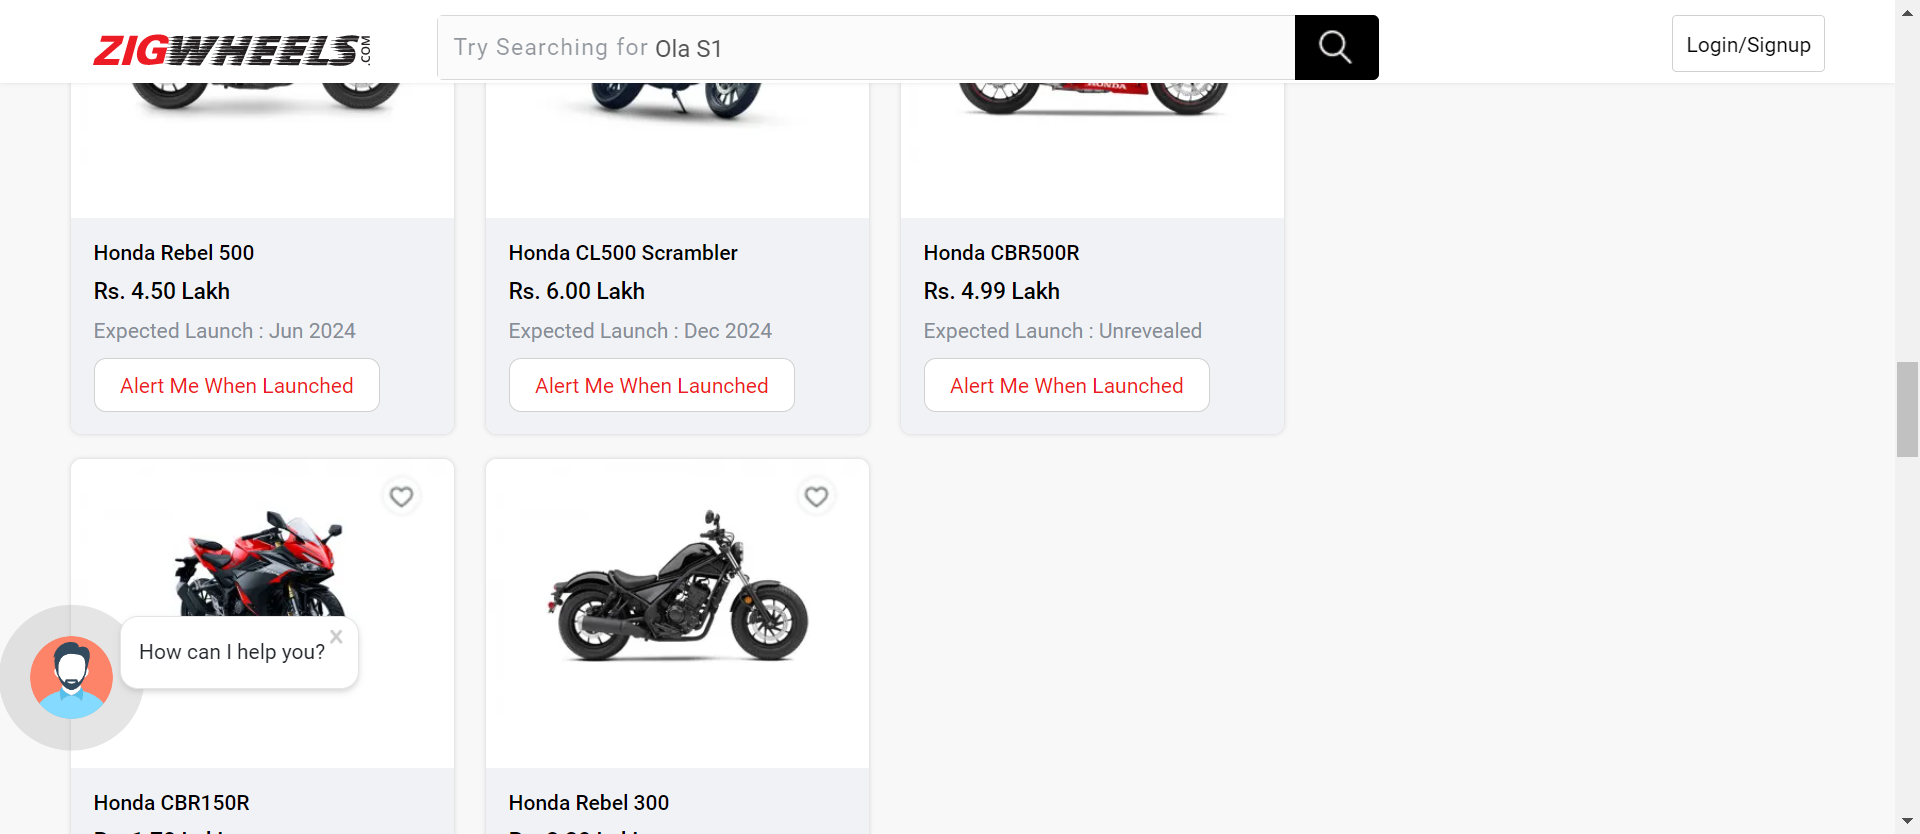 ZIGWHEELS.COM
Try Searching for Ola S1
Login/Signup
HONDA
Honda Rebel 500
Rs. 4.50 Lakh
Expected Launch : Jun 2024
Alert Me When Launched
Honda CL500 Scrambler
Rs. 6.00 Lakh
Expected Launch : Dec 2024
Alert Me When Launched
Honda CBR500R
Rs. 4.99 Lakh
Expected Launch : Unrevealed
Alert Me When Launched
How can I help you?
X
Honda CBR150R
Honda Rebel 300